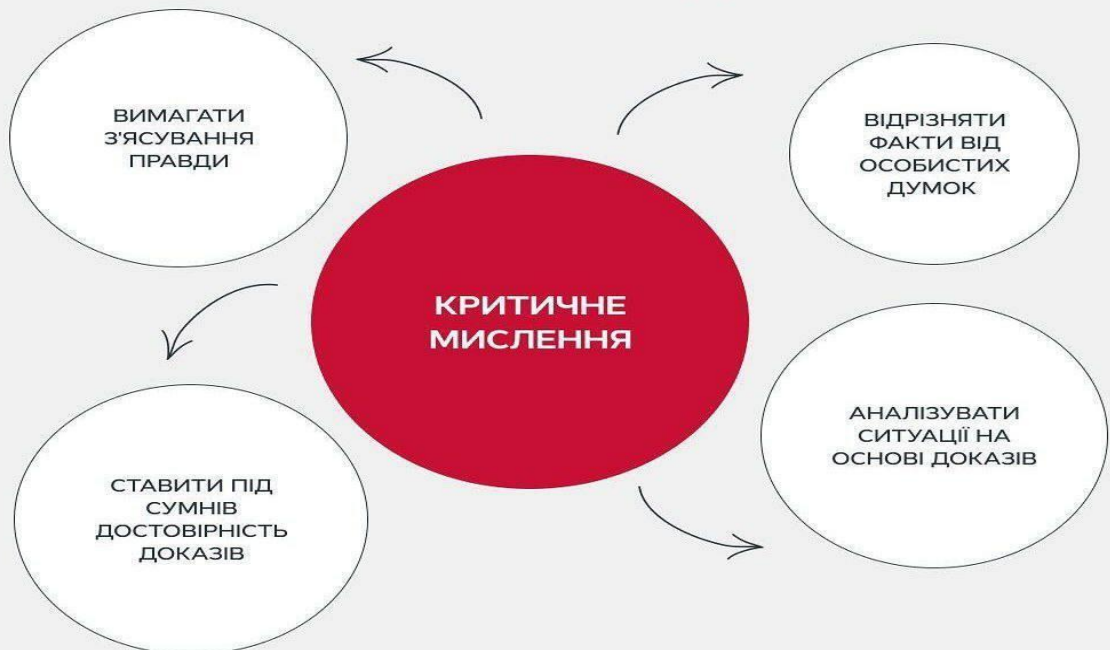 ВИМАГАТИ
З'ЯСУВАННЯ
ПРАВДИ
ВІДРІЗНЯТИ
ФАКТИ ВІД
ОСОБИСТИХ
ДУМОК
КРИТИЧНЕ
МИСЛЕННЯ
АНАЛІЗУВАТИ
СИТУАЦІЇ НА
ОСНОВІ ДОКАЗІВ
СТАВИТИ ПІД
СУМНІВ
ДОСТОВІРНІСТЬ
ДОКАЗІВ